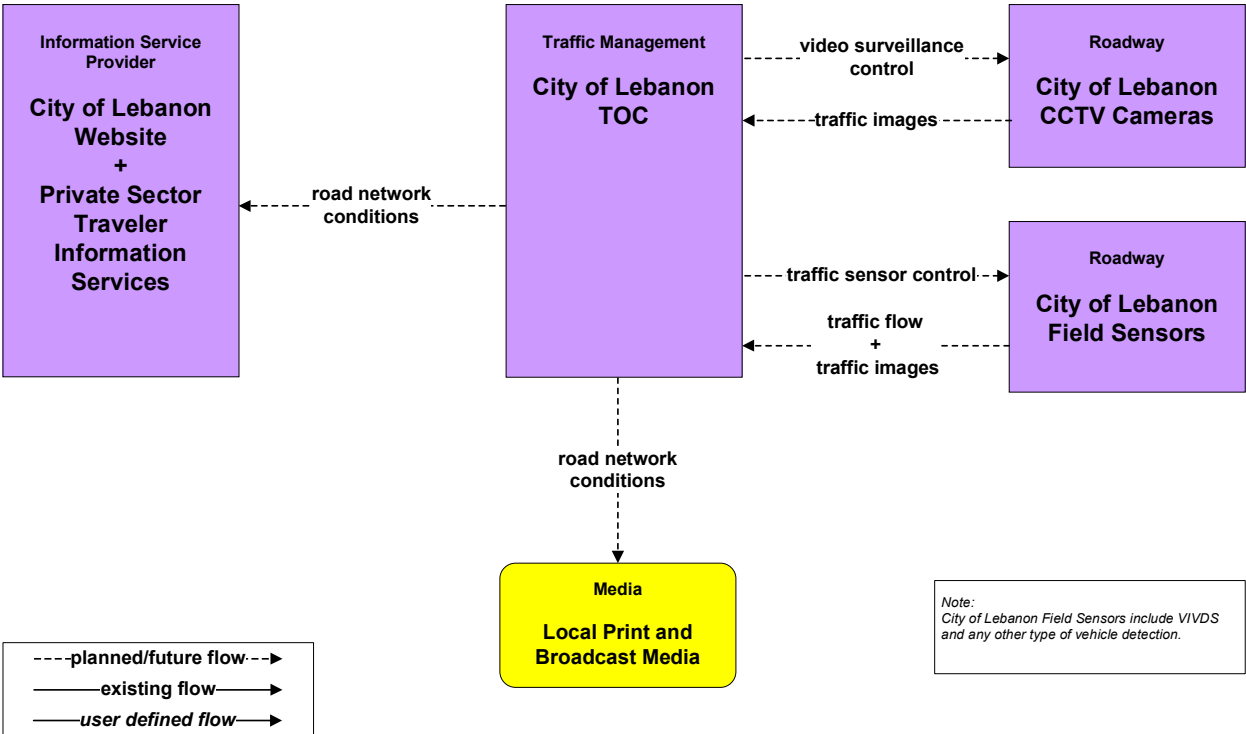 Information Service
Provider
City of Lebanon
Website
+
Private Sector
Traveler
Information
Services
road network
conditions
Traffic Management
City of Lebanon
TOC
video surveillance
control
traffic images
Roadway
City of Lebanon
CCTV Cameras
traffic sensor control
traffic flow
+
traffic images
Roadway
City of Lebanon
Field Sensors
road network
conditions
Media
Local Print and
Broadcast Media
Note:
City of Lebanon Field Sensors include VIVDS
and any other type of vehicle detection.
planned/future flow
existing flow
user defined flow